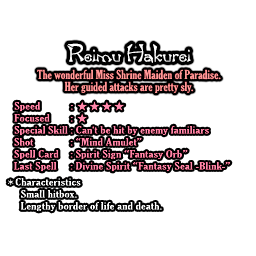 Reimu Hakurei
The wonderful Miss Shrine Maiden of Paradise.
Her guided attacks are pretty sly.
Speed : ★★★★
Focused : ★
Special Skill : Can't be hit by enemy familiars
Shot : "Mind Amulet"
Spell Card : Spirit Sign "Fantasy Orb"
Last Spell : Divine Spirit "Fantasy Seal -Blink-"
＊Characteristics
Small hitbox.
Lengthy border of life and death.